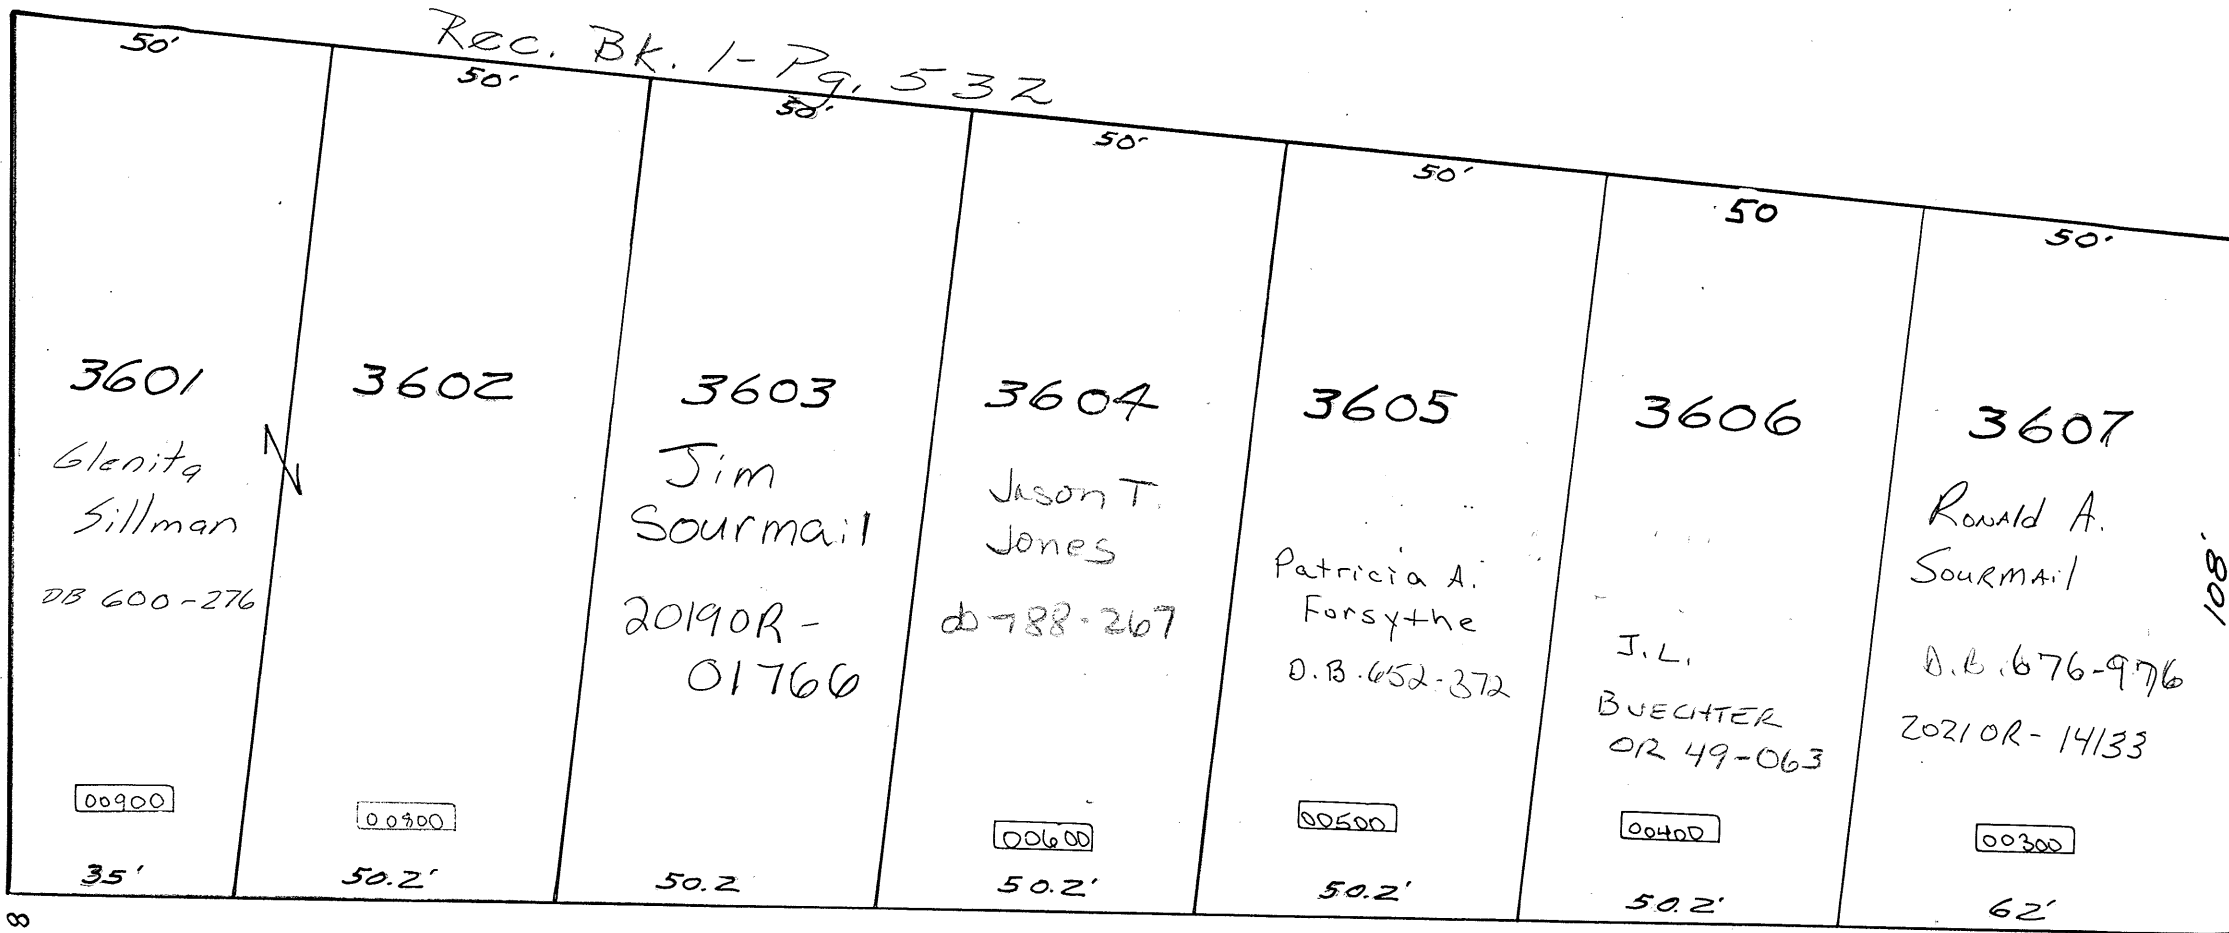 Rec. Bk. 1-Pg. 532
50'
50'
50'
50'
50'
50
50'
3601
Glenita
Sillman
DB 600-276
00900
35'
N
3602
00800
50.2'
3603
Jim
Sourmail
2019OR-
01766
50.2
3604
Jason T.
Jones
db-788-267
00600
50.2'
3605
Patricia A.
Forsythe
D.B.652-372
00500
50.2'
3606
J.L.
BUECHTER
OR 49-063
00400
50.2'
3607
Ronald A.
Sourmail
D.B.676-976
2021OR-14133
00300
62'
108'
8